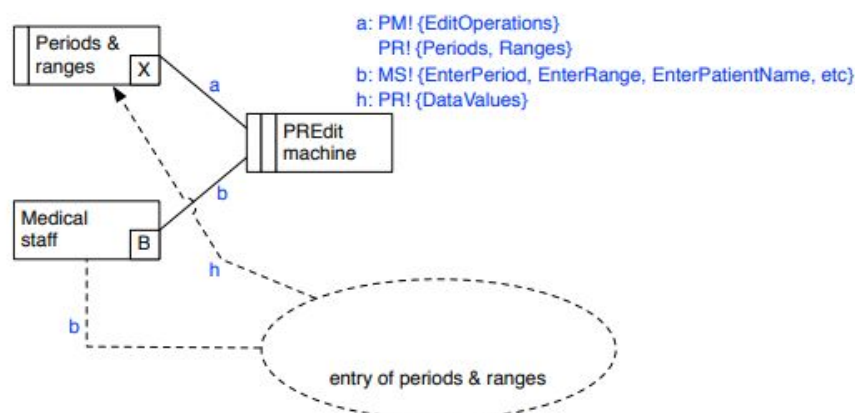 a: PM! {EditOperations}
PR! {Periods, Ranges}
b: MS! {EnterPeriod, EnterRange, EnterPatientName, etc}
h: PR! {DataValues}
Periods &
ranges
X
a
PREdit
machine
b
Medical
staff
B
h
b
entry of periods & ranges